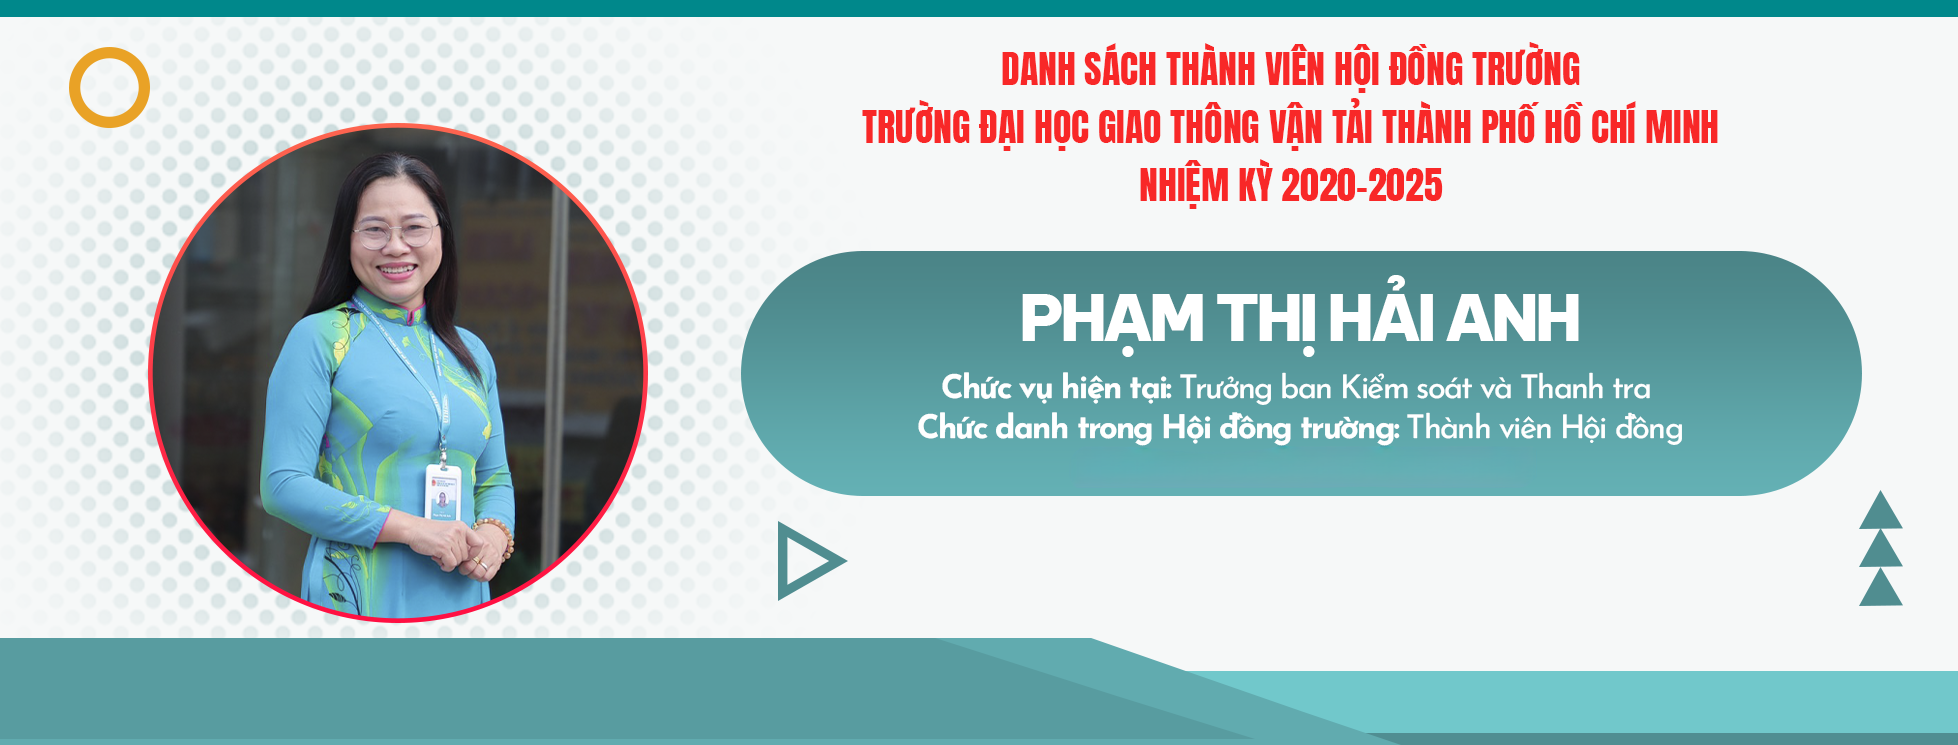 DANH SÁCH THÀNH VIÊN HỘI ĐỒNG TRƯỜNG
TRƯỜNG ĐẠI HỌC GIAO THÔNG VẬN TẢI THÀNH PHỐ HỒ CHÍ MINH
NHIỆM KỲ 2020-2025
PHẠM THỊ HẢI ANH
Chức vụ hiện tại: Trưởng ban Kiểm soát và Thanh tra
Chức danh trong Hội đồng trường: Thành viên Hội đồng